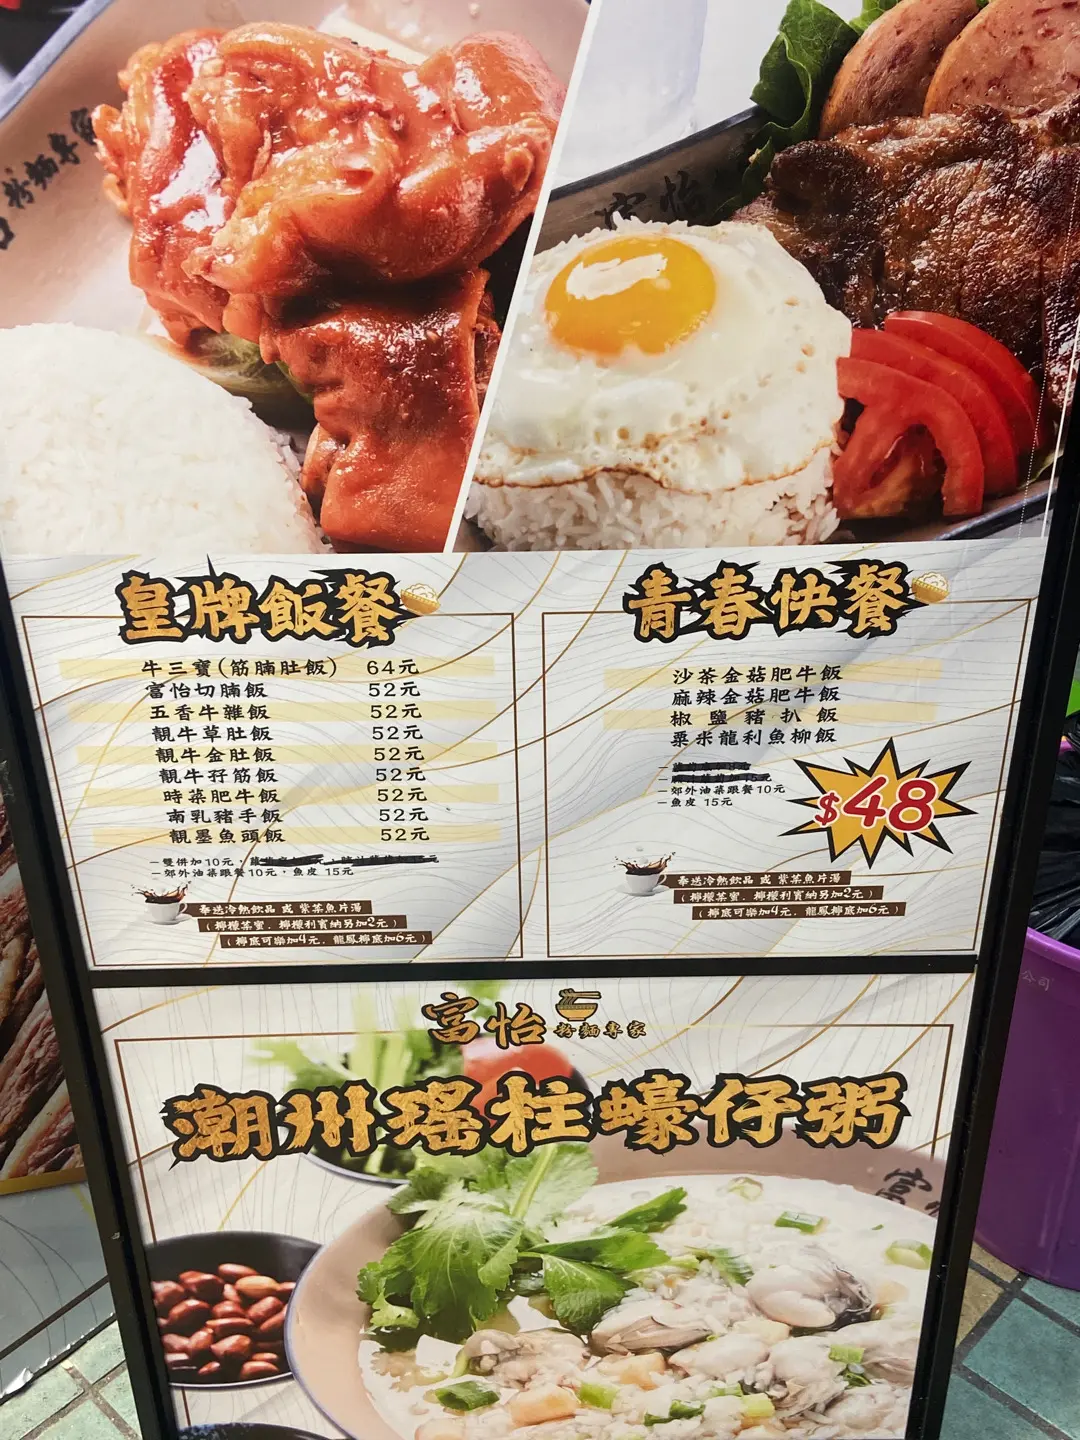 粉麵專家
富怡
皇牌飯餐
牛三寶(筋腩肚飯) 64元
富怡切腩飯 52元
五香牛雜飯 52元
靚牛草肚飯 52元
靚牛金肚飯 52元
靚牛孖筋飯 52元
時菜肥牛飯 52元
南乳豬手飯 52元
靚墨魚頭飯 52元
－雙併加10元，
－郊外油菜跟餐10元，魚皮 15元
奉送冷熱飲品 或 紫菜魚片湯
(檸檬茶蜜．檸檬利賓納另加2元)
(檸底可樂加4元．龍鳳檸底加6元)
青春快餐
沙茶金菇肥牛飯
麻辣金菇肥牛飯
椒鹽豬扒飯
粟米龍利魚柳飯
－郊外油菜跟餐10元
－魚皮 15元
$48
奉送冷熱飲品 或 紫菜魚片湯
(檸檬茶蜜．檸檬利賓納另加2元)
(檸底可樂加4元．龍鳳檸底加6元)
公司
富怡
粉麵專家
潮州瑤柱蠔仔粥
富